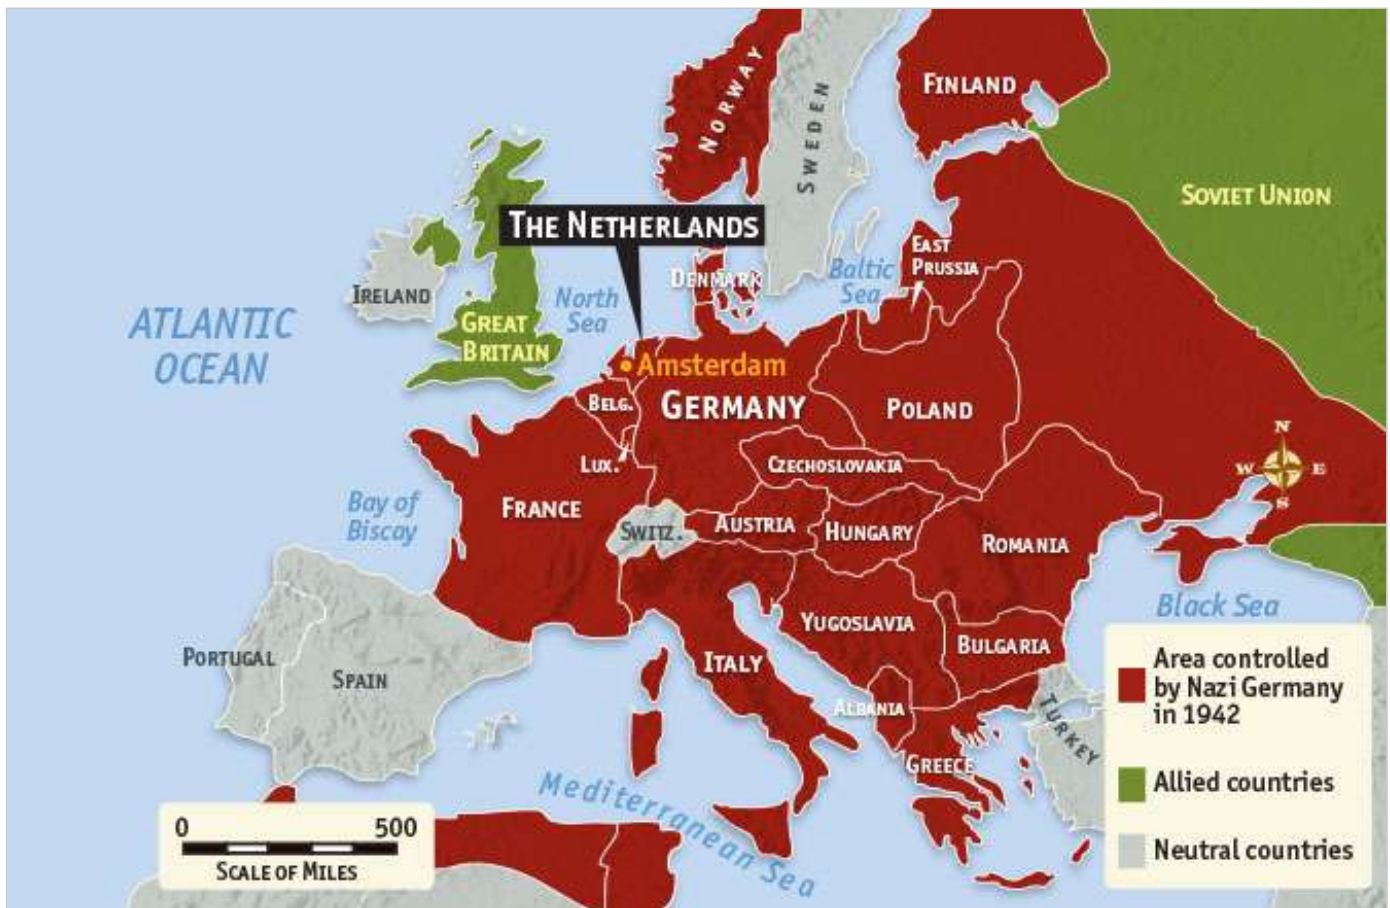 NORWAY
SWEDEN
FINLAND
SOVIET UNION
THE NETHERLANDS
EAST
PRUSSIA
DENMARK
Baltic
Sea
IRELAND
North
Sea
GREAT
BRITAIN
ATLANTIC
OCEAN
Amsterdam
BELG.
GERMANY
POLAND
LUX.
CZECHOSLOVAKIA
N
W
E
S
Bay of
Biscay
FRANCE
SWITZ.
AUSTRIA
HUNGARY
ROMANIA
Black Sea
YUGOSLAVIA
BULGARIA
PORTUGAL
SPAIN
ITALY
ALBANIA
TURKEY
GREECE
Mediterranean Sea
0 500
SCALE OF MILES
Area controlled
by Nazi Germany
in 1942
Allied countries
Neutral countries